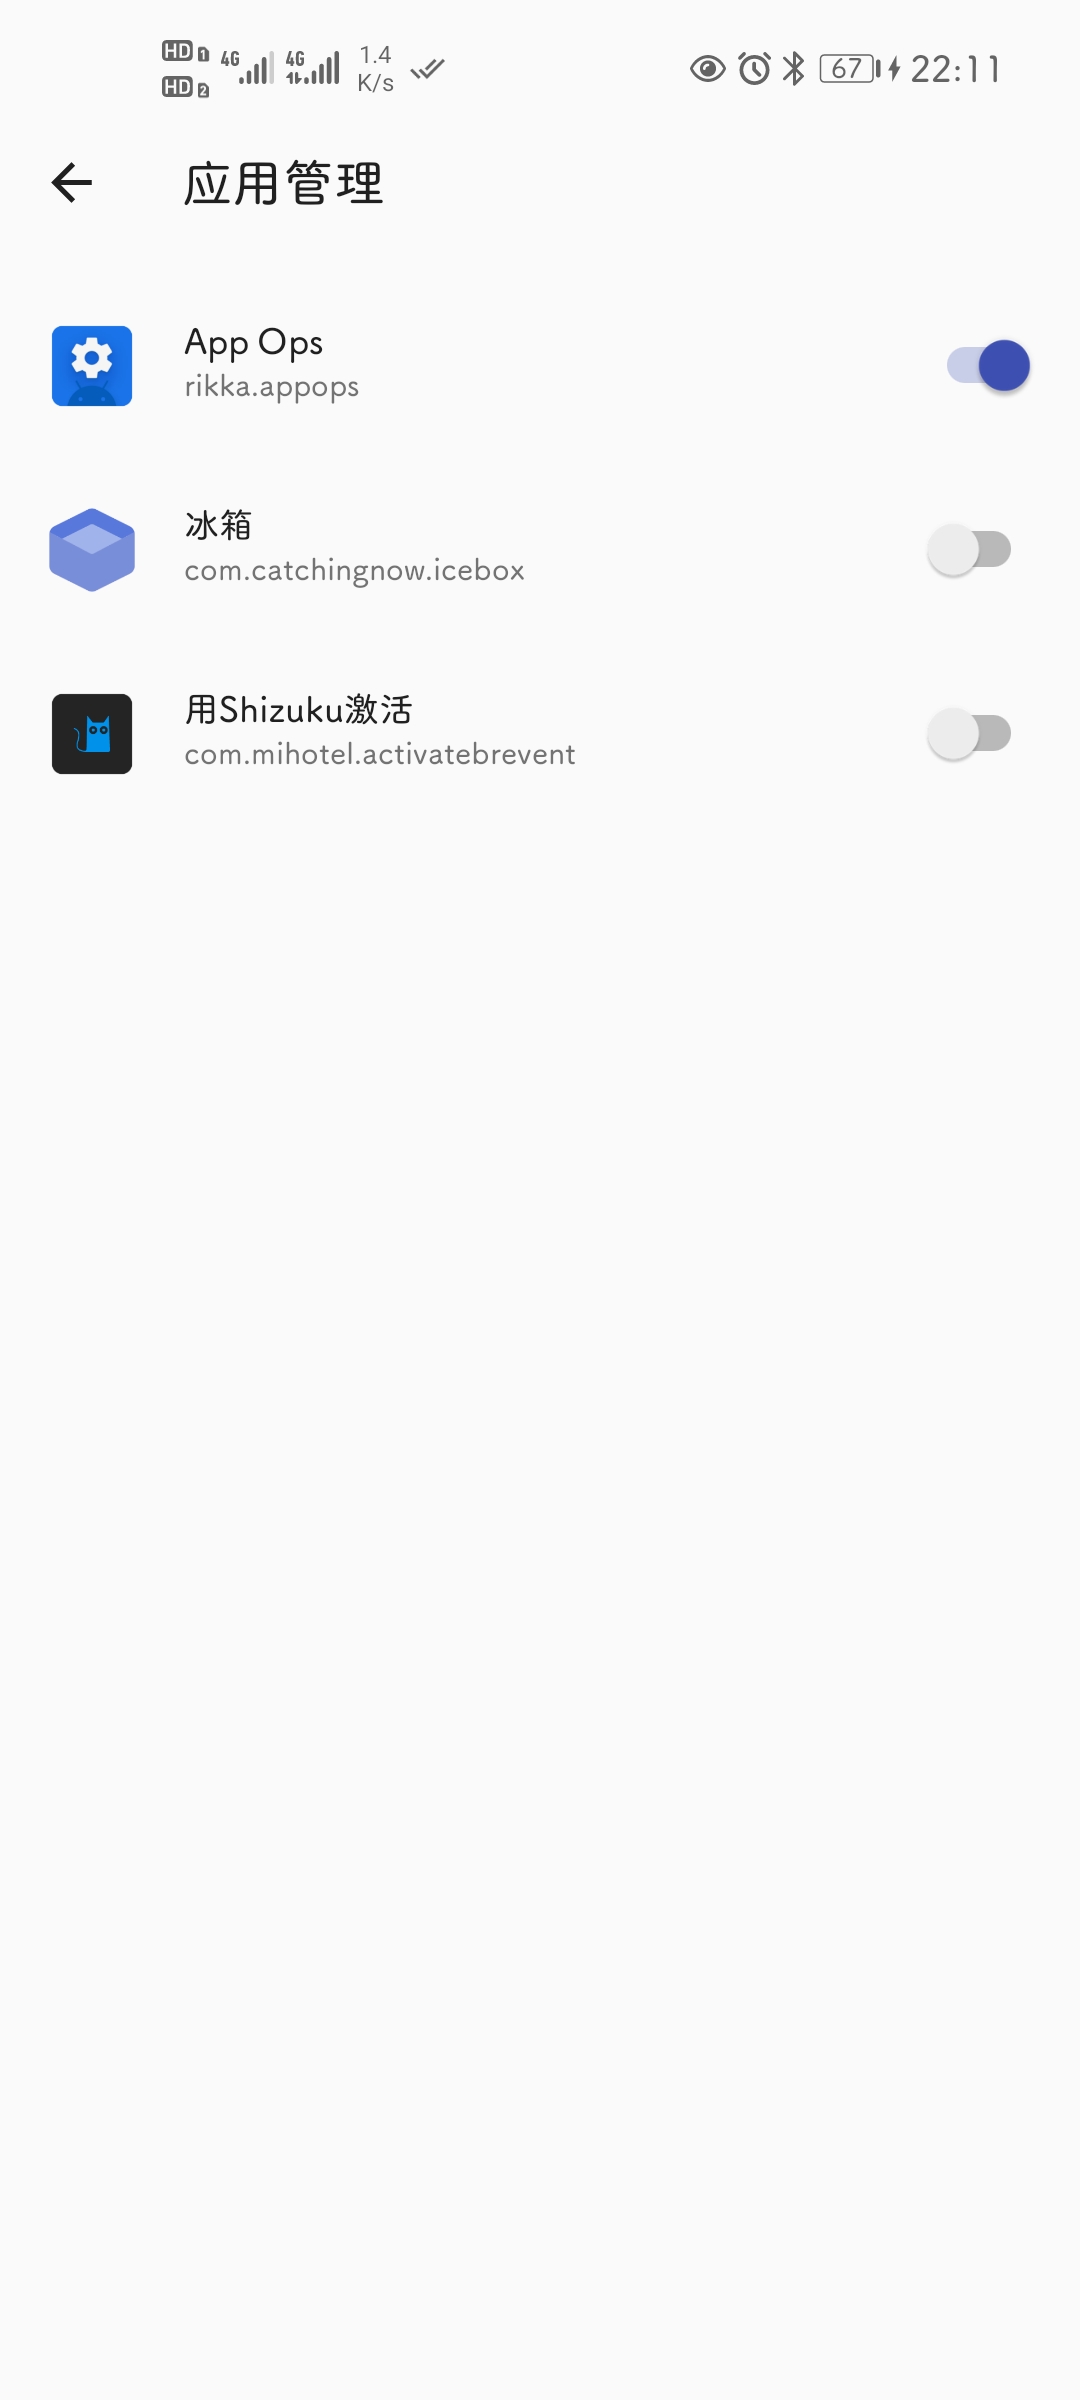 HD 1 4G 4G 1.4
HD 2 K/s 67 22:11
应用管理
App Ops
rikka.appops
冰箱
com.catchingnow.icebox
用Shizuku激活
com.mihotel.activatebrevent